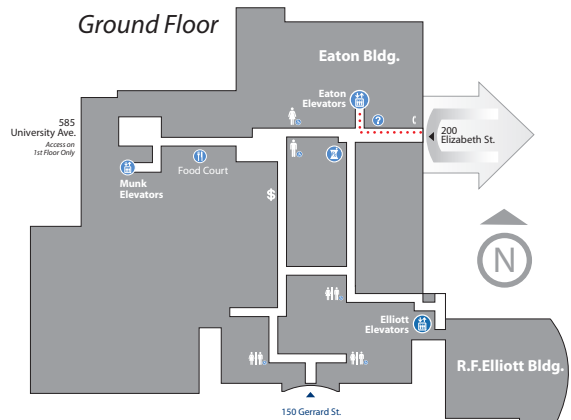 Ground Floor
Eaton Bldg.
Eaton
Elevators
?
585
University Ave.
Access on
1st Floor Only
200
Elizabeth St.
Food Court
Munk
Elevators
$
N
Elliott
Elevators
R.F.Elliott Bldg.
150 Gerrard St.